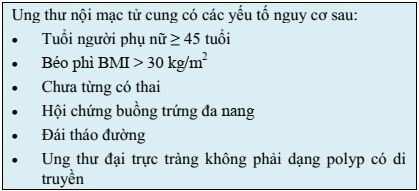 Ung thư nội mạc tử cung có các yếu tố nguy cơ sau:
• Tuổi người phụ nữ ≥ 45 tuổi
• Béo phì BMI > 30 kg/m²
• Chưa từng có thai
• Hội chứng buồng trứng đa nang
• Đái tháo đường
• Ung thư đại trực tràng không phải dạng polyp có di
truyền